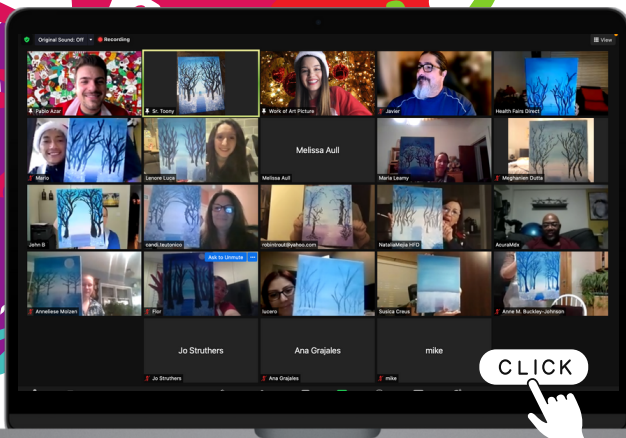 Original Sound: Off
Recording
View
Fabio Azar
Sr. Toony
Work of Art Picture
Javier
Health Fairs Direct
Mario
Lenore Luca
Melissa Aull
Melissa Aull
Maria Leamy
Meghanien Dutta
John B
candi.teutonico
robintrout@yahoo.com
NataliaMejia HFD
AcuraMdx
Anneliese Molzen
Ask to Unmute
Flor
lucero
Susica Creus
Anne M. Buckley-Johnson
Jo Struthers
Ana Grajales
mike
Jo Struthers
Ana Grajales
mike
CLICK